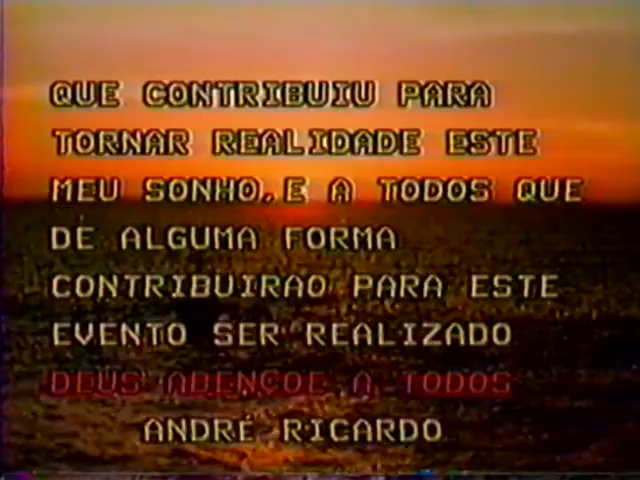 QUE CONTRIBUIU PARA
TORNAR REALIDADE ESTE
MEU SONHO,E A TODOS QUE
DE ALGUMA FORMA
CONTRIBUIRAO PARA ESTE
EVENTO SER REALIZADO
DEUS ABENÇOE A TODOS
ANDRÉ RICARDO